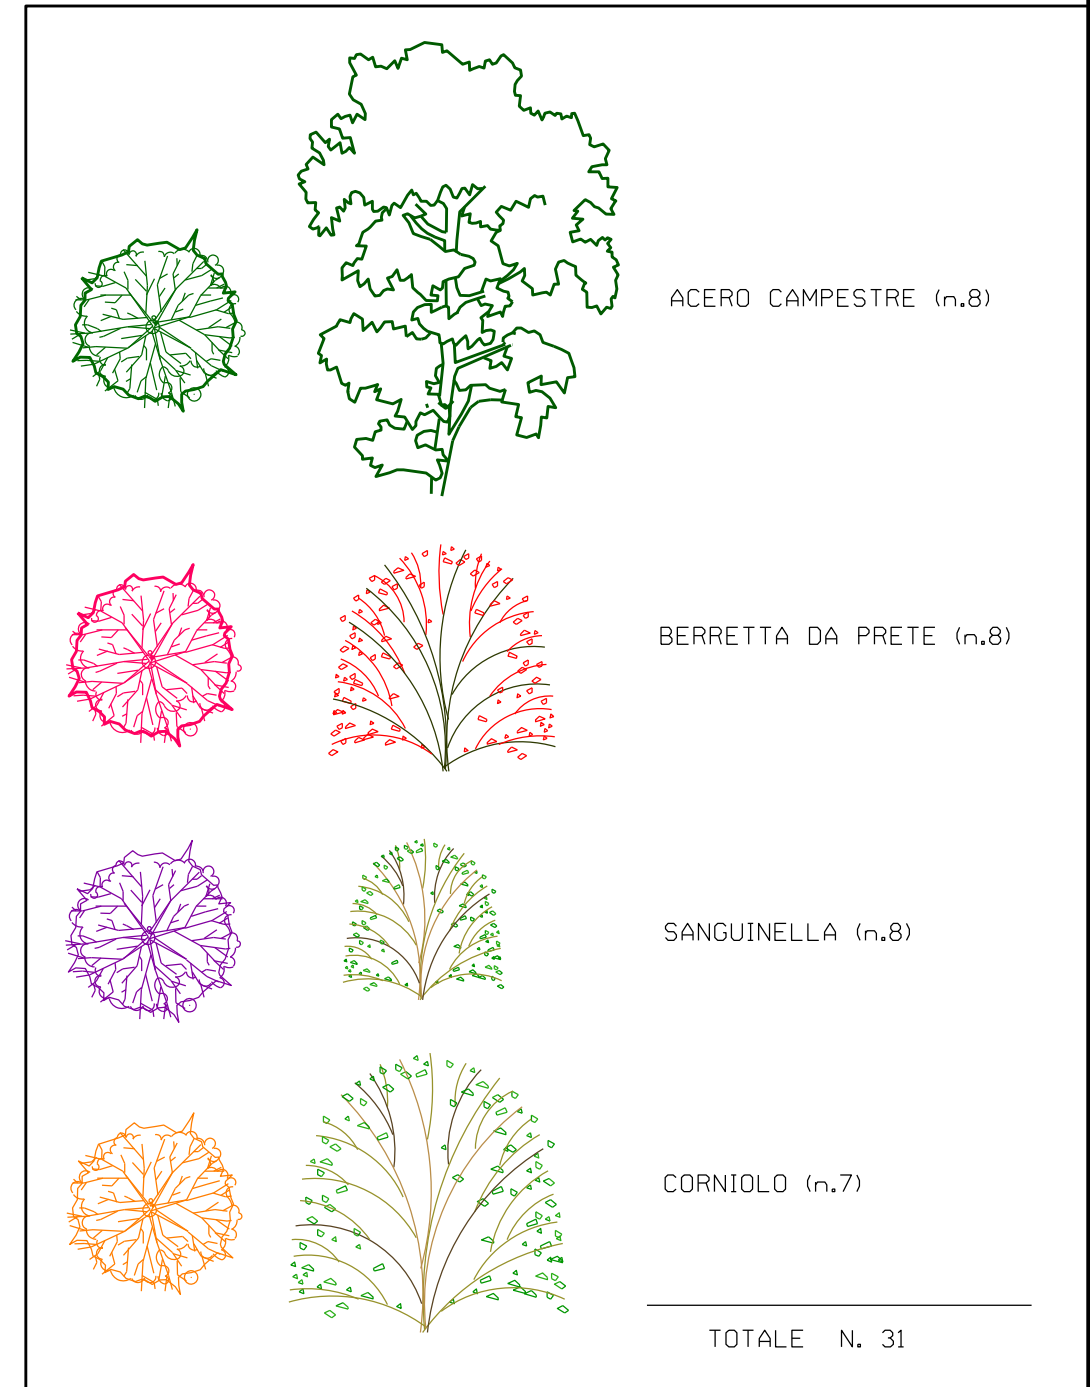 ACERO CAMPESTRE (n.8)
BERRETTA DA PRETE (n.8)
SANGUINELLA (n.8)
CORNIOLO (n.7)
TOTALE N. 31